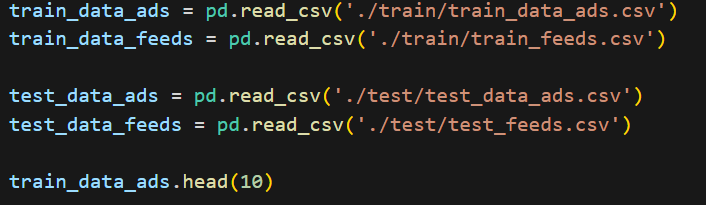 train_data_ads = pd.read_csv('./train/train_data_ads.csv')
train_data_feeds = pd.read_csv('./train/train_feeds.csv')
test_data_ads = pd.read_csv('./test/test_data_ads.csv')
test_data_feeds = pd.read_csv('./test/test_feeds.csv')
train_data_ads.head(10)